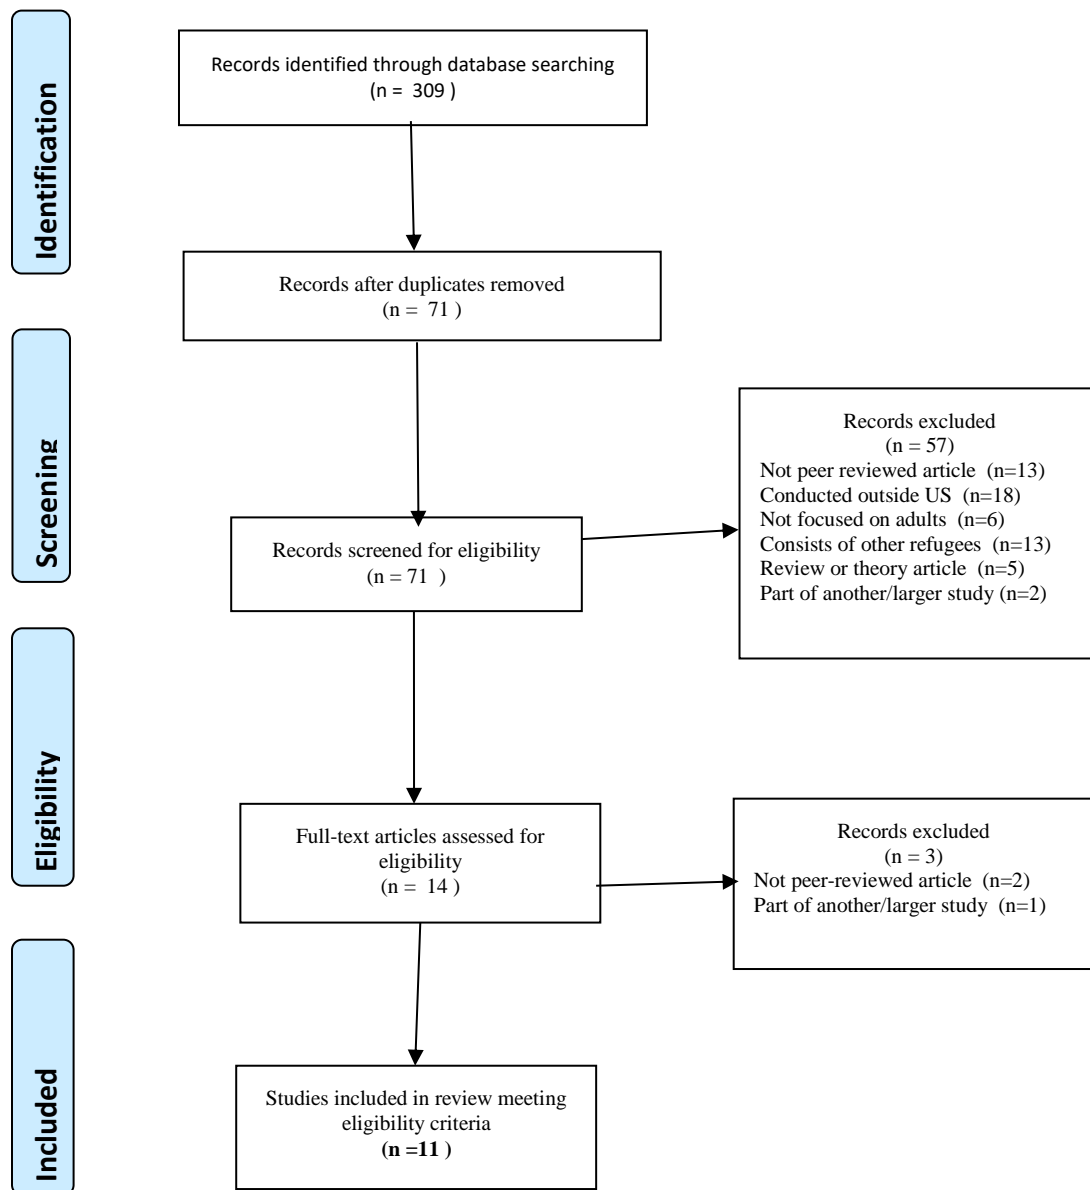 Identification
Records identified through database searching
(n = 309 )
Records after duplicates removed
(n = 71 )
Screening
Records screened for eligibility
(n = 71 )
Records excluded
(n = 57)
Not peer reviewed article (n=13)
Conducted outside US (n=18)
Not focused on adults (n=6)
Consists of other refugees (n=13)
Review or theory article (n=5)
Part of another/larger study (n=2)
Eligibility
Full-text articles assessed for
eligibility
(n = 14 )
Records excluded
(n = 3)
Not peer-reviewed article (n=2)
Part of another/larger study (n=1)
Included
Studies included in review meeting
eligibility criteria
(n =11 )